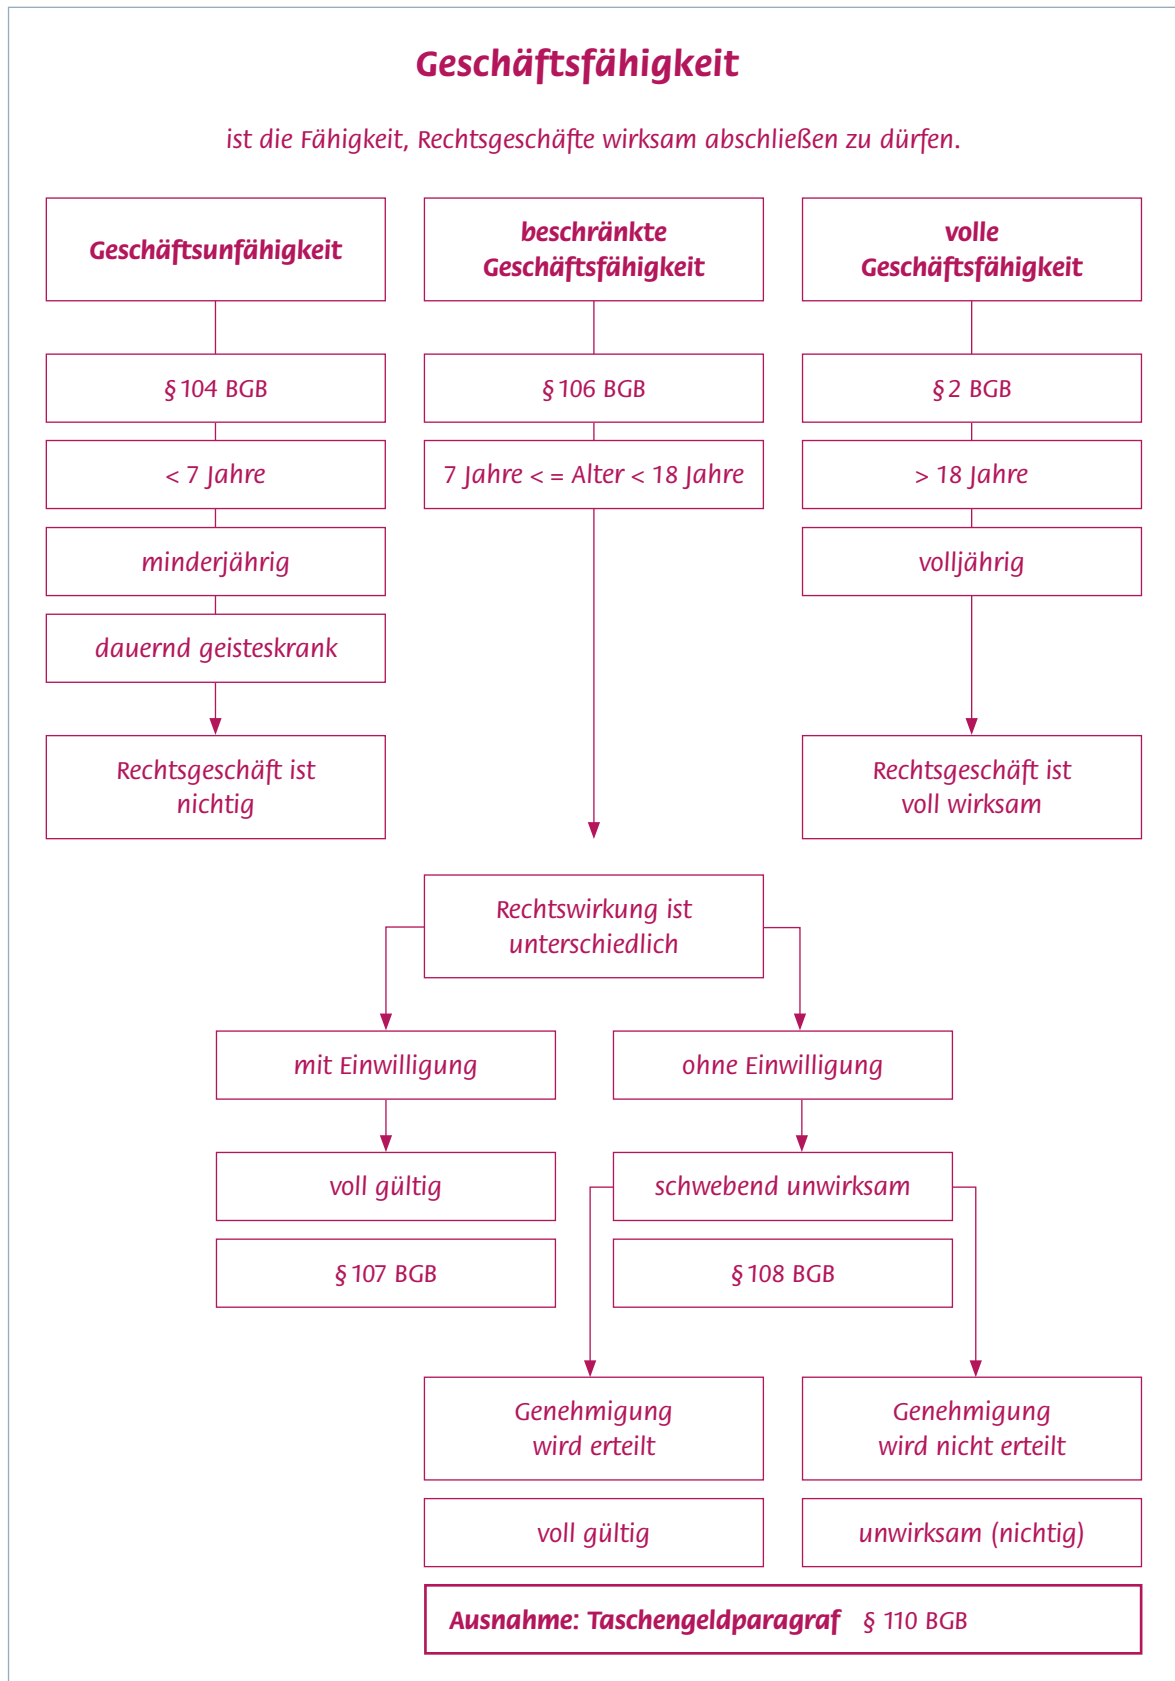 Geschäftsfähigkeit
ist die Fähigkeit, Rechtsgeschäfte wirksam abschließen zu dürfen.
Geschäftsunfähigkeit
beschränkte
Geschäftsfähigkeit
volle
Geschäftsfähigkeit
§ 104 BGB
§ 106 BGB
§ 2 BGB
< 7 Jahre
7 Jahre < = Alter < 18 Jahre
> 18 Jahre
minderjährig
volljährig
dauernd geisteskrank
Rechtsgeschäft ist
nichtig
Rechtsgeschäft ist
voll wirksam
Rechtswirkung ist
unterschiedlich
mit Einwilligung
ohne Einwilligung
voll gültig
schwebend unwirksam
§ 107 BGB
§ 108 BGB
Genehmigung
wird erteilt
Genehmigung
wird nicht erteilt
voll gültig
unwirksam (nichtig)
Ausnahme: Taschengeldparagraf § 110 BGB